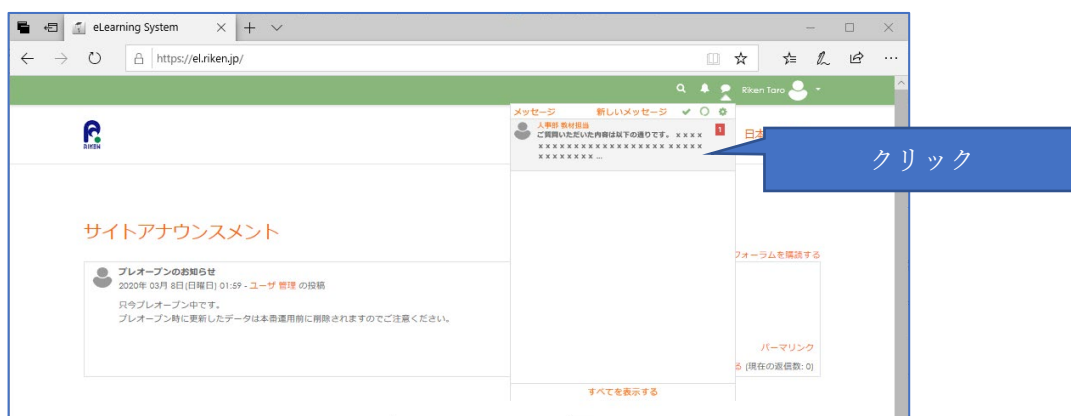 eLearning System
https://el.riken.jp/
Riken Taro
メッセージ 新しいメッセージ
人事部 教材担当
ご質問いただいた内容は以下の通りです。 x x x x
x x x x x x x x x x x x x x x x x x x x x x x x
x x x x x x x x ...
1
RIKEN
クリック
サイトアナウンスメント
フォーラムを購読する
プレオープンのお知らせ
2020年 03月 8日(日曜日) 01:59 - ユーザ 管理 の投稿
只今プレオープン中です。
プレオープン時に更新したデータは本番運用前に削除されますのでご注意ください。
パーマリンク
る (現在の返信数: 0)
すべてを表示する